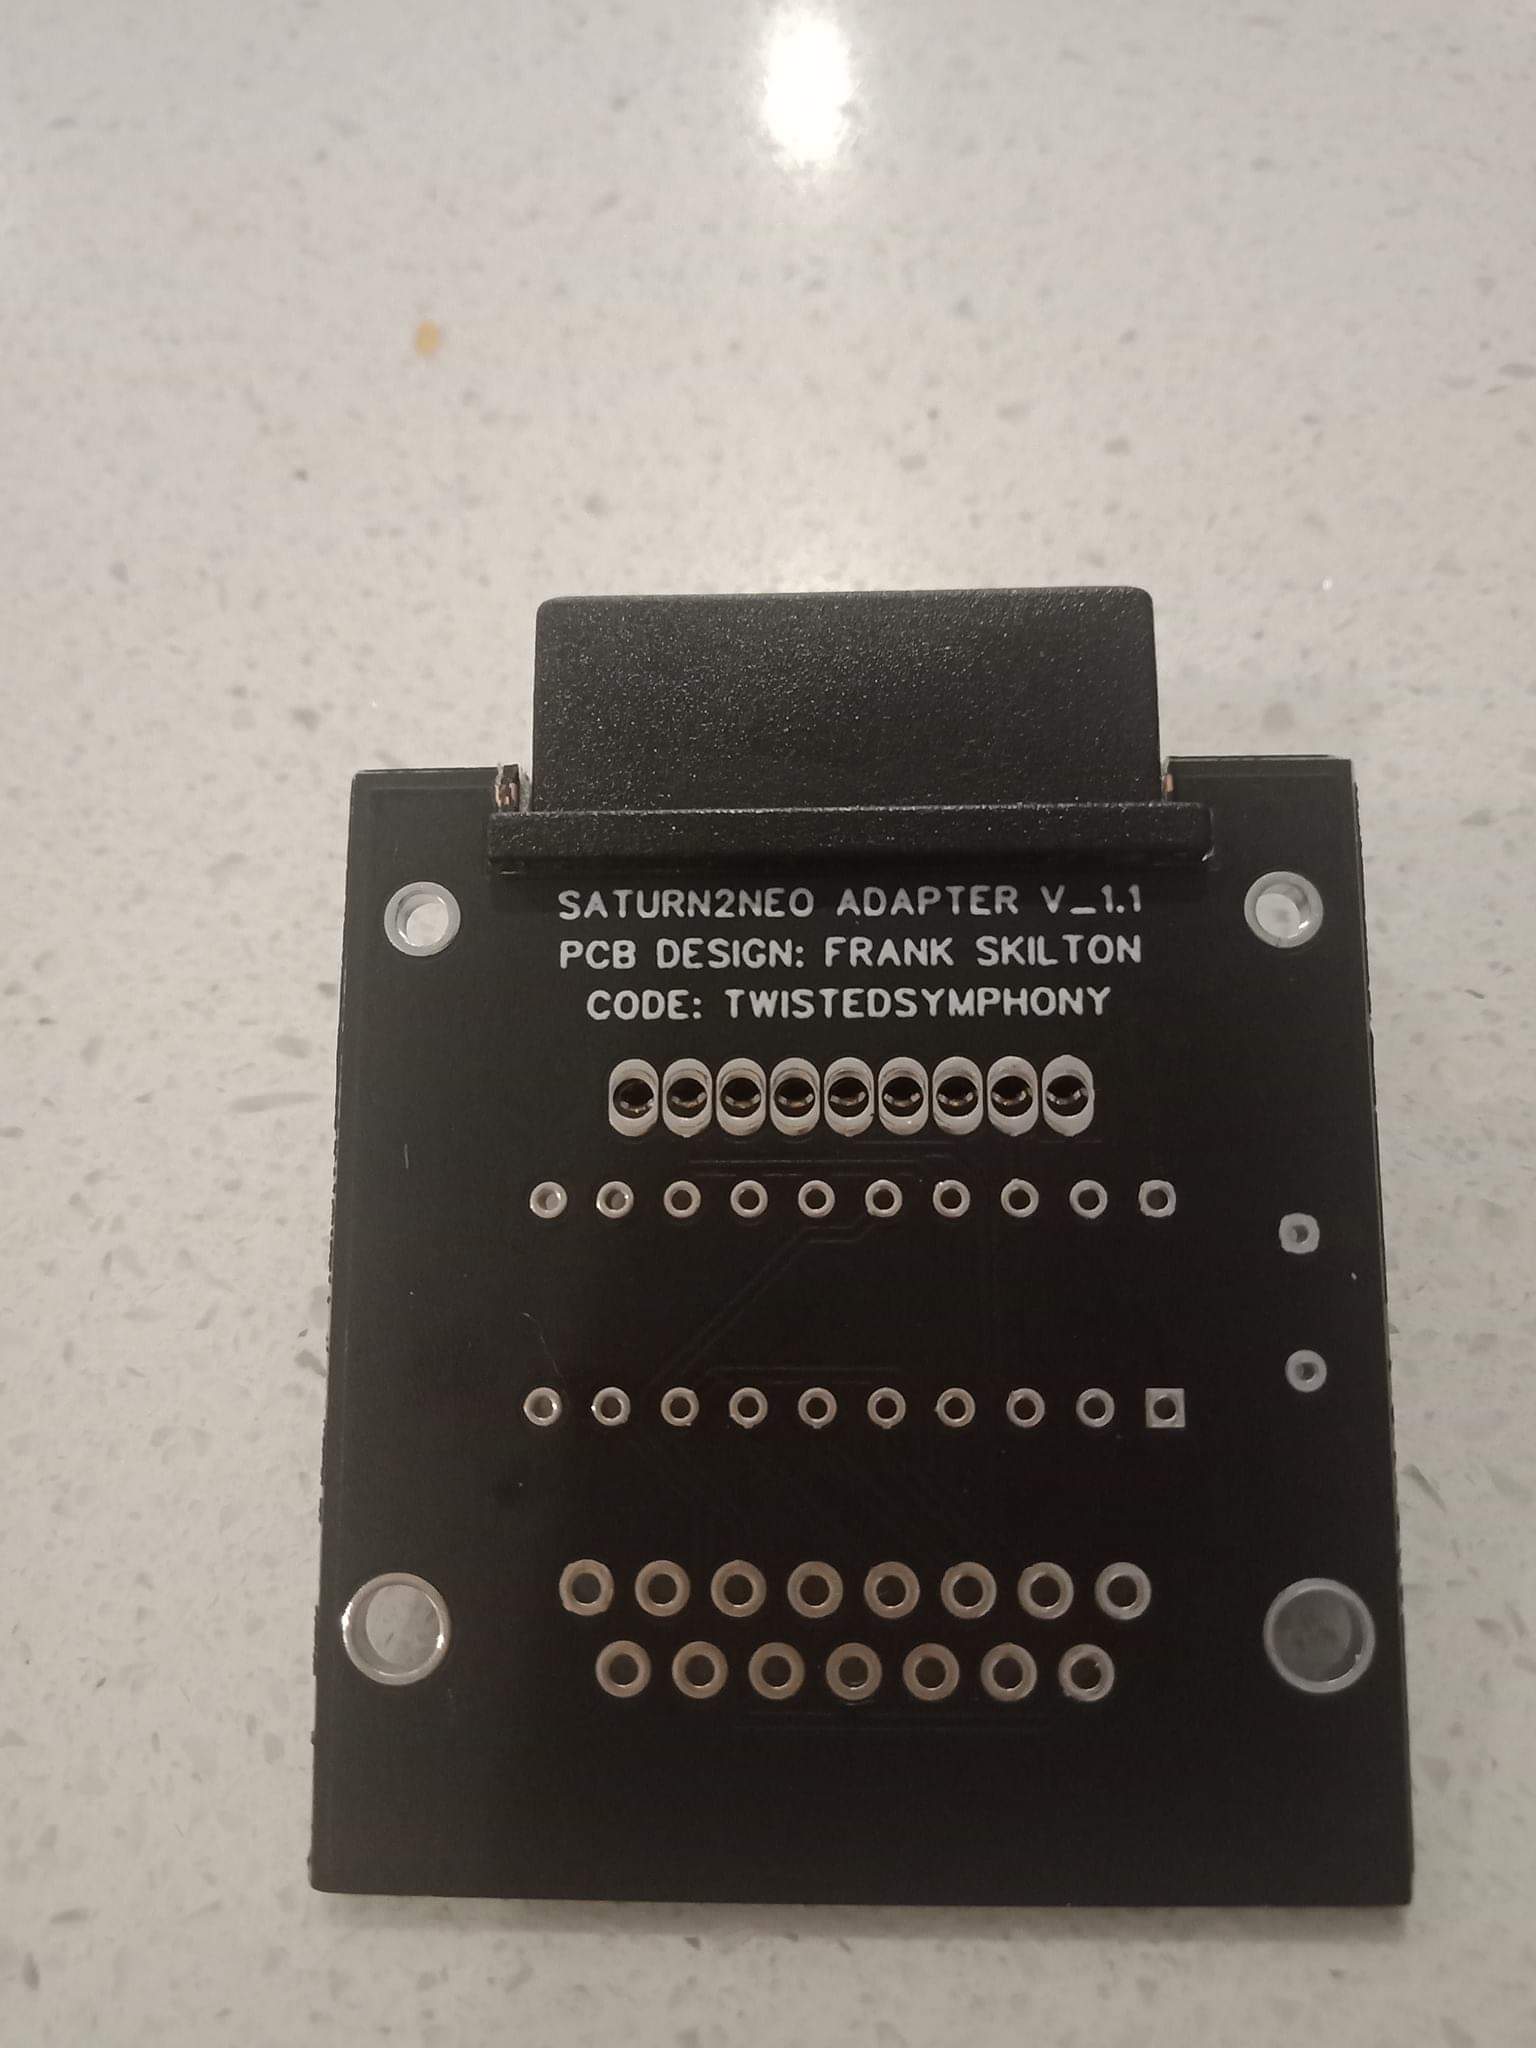 SATURN2NEO ADAPTER V_1.1
PCB DESIGN: FRANK SKILTON
CODE: TWISTEDSYMPHONY